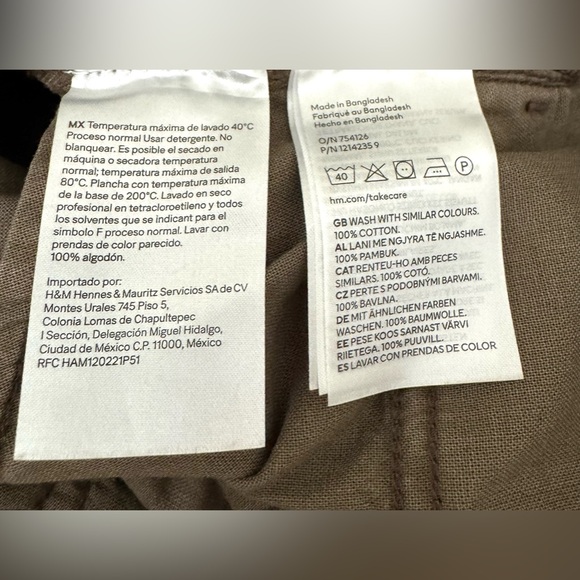 MX Temperatura máxima de lavado 40°C
Proceso normal Usar detergente. No
blanquear. Es posible el secado en
máquina o secadora temperatura
normal; temperatura máxima de salida
80°C. Plancha con temperatura máxima
de la base de 200°C. Lavado en seco
profesional en tetracloroetileno y todos
los solventes que se indicant para el
simbolo F proceso normal. Lavar con
prendas de color parecido.
100% algodón.
Importado por:
H&M Hennes & Mauritz Servicios SA de CV
Montes Urales 745 Piso 5,
Colonia Lomas de Chapultepec
I Sección, Delegación Miguel Hidalgo,
Ciudad de México C.P. 11000, México
RFC HAM120221P51
Made in Bangladesh
Fabriqué au Bangladesh
Hecho en Bangladesh
O/N 754126
P/N 1214235 9
40 P
hm.com/takecare
GB WASH WITH SIMILAR COLOURS.
100% COTTON.
AL LANI ME NGJYRA TË NGJASHME.
100% PAMBUK.
CAT RENTEU-HO AMB PECES
SIMILARS. 100% COTÓ.
CZ PERTE S PODOBNÝMI BARVAMI.
100% BAVLNA.
DE MIT ÄHNLICHEN FARBEN
WASCHEN. 100% BAUMWOLLE.
EE PESE KOOS SARNAST VÄRVI
RIIETEGA. 100% PUUVILL.
ES LAVAR CON PRENDAS DE COLOR